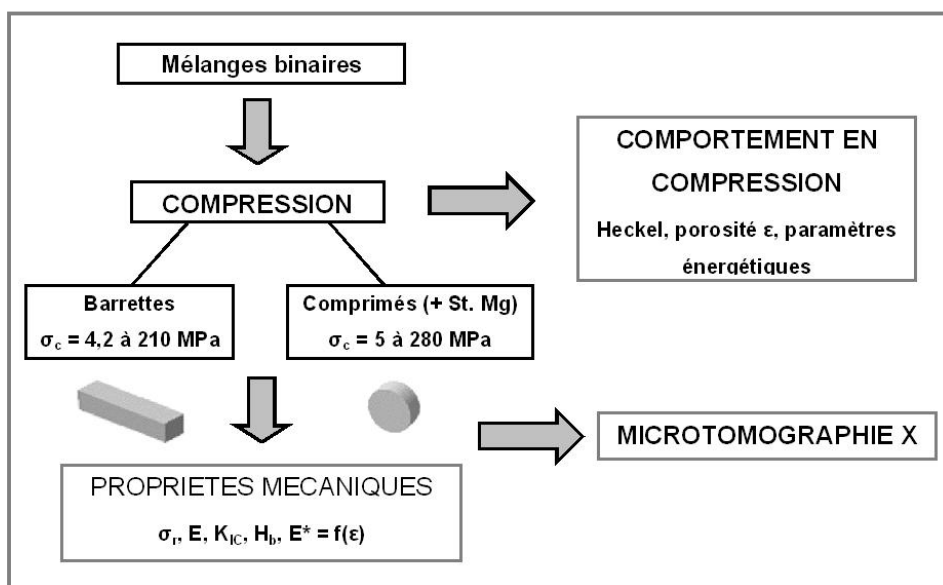 Mélanges binaires
COMPRESSION
COMPORTEMENT EN
COMPRESSION
Heckel, porosité ε, paramètres
énergétiques
Barrettes
σc = 4,2 à 210 MPa
Comprimés (+ St. Mg)
σc = 5 à 280 MPa
MICROTOMOGRAPHIE X
PROPRIETES MECANIQUES
σr, E, KIC, Hb, E* = f(ε)